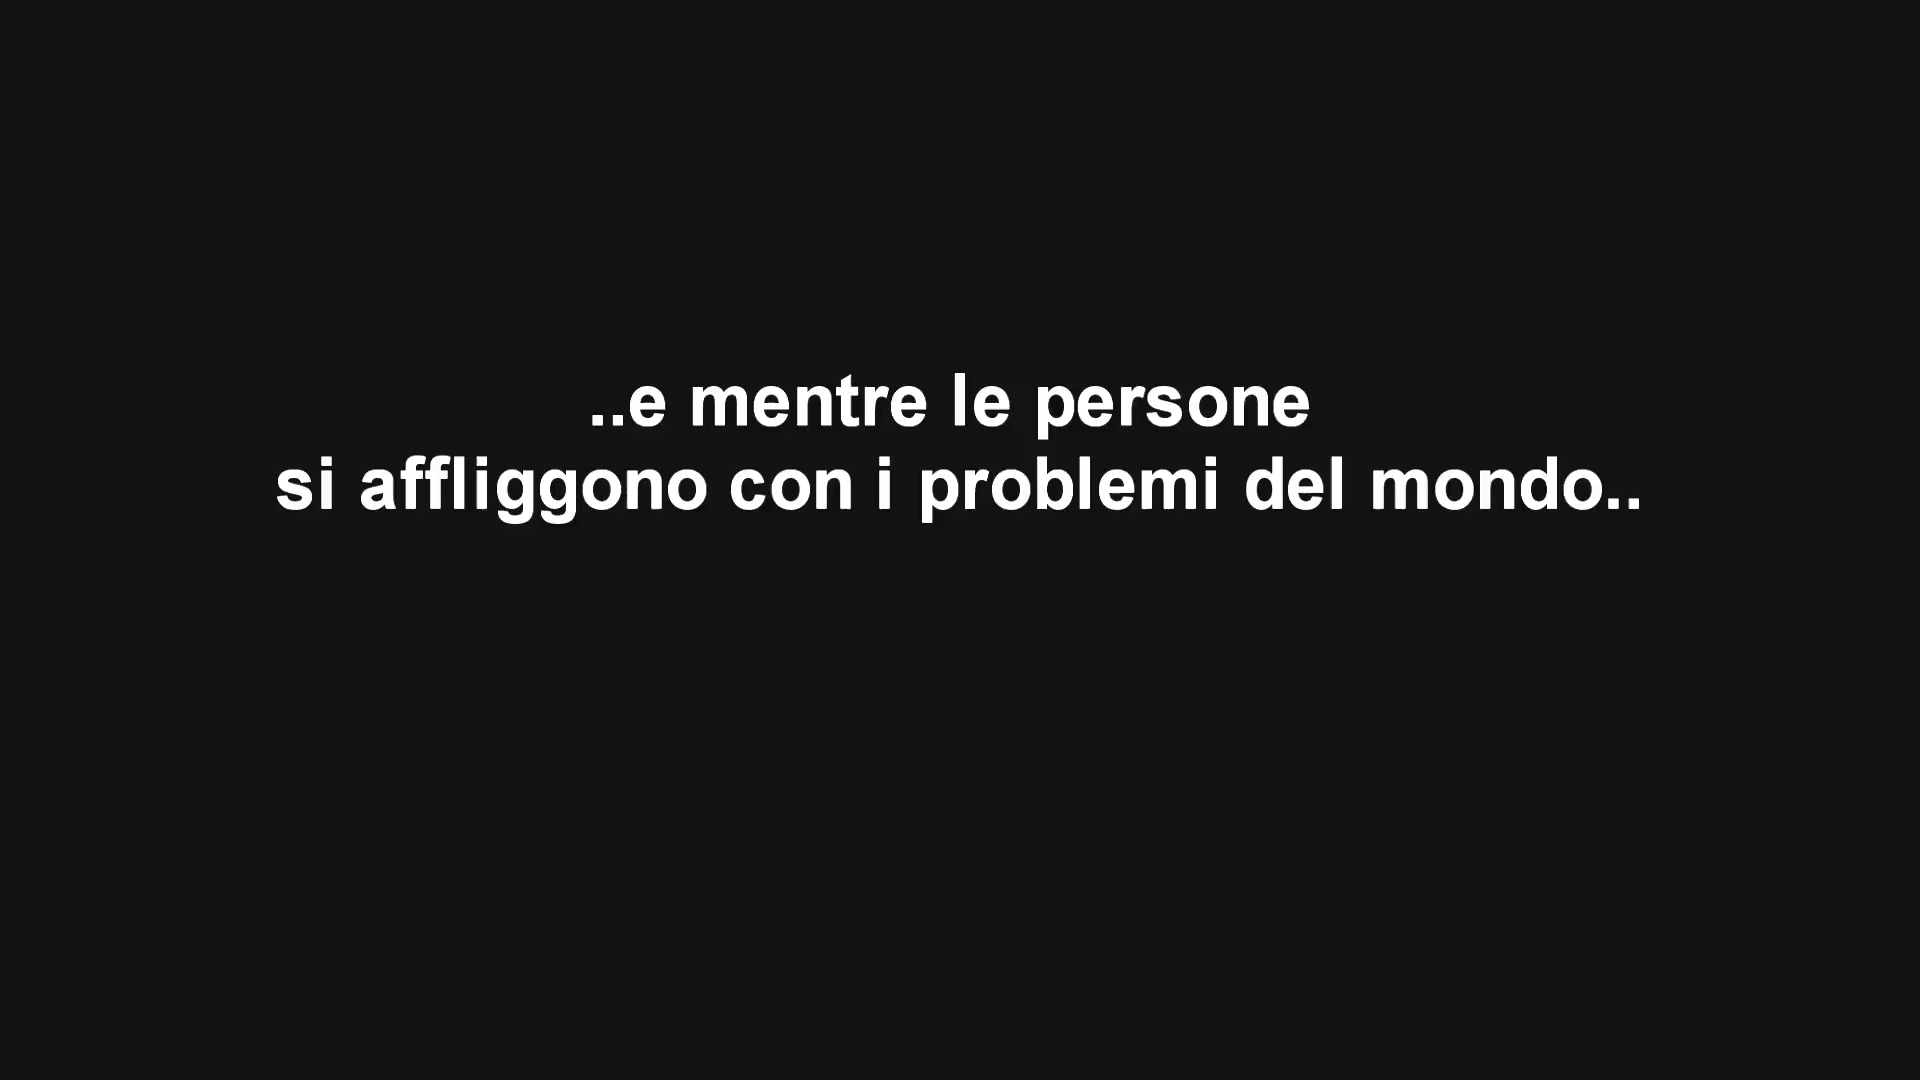 ..e mentre le persone
si affliggono con i problemi del mondo..